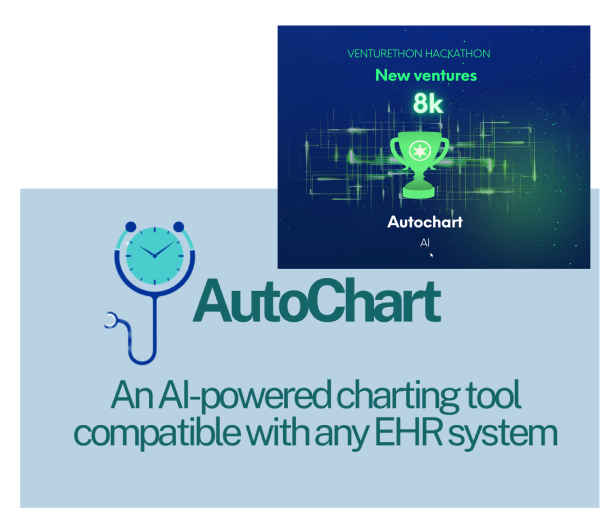 VENTURETHON HACKATHON
New ventures
8k
Autochart
AI
AutoChart
An AI-powered charting tool
compatible with any EHR system